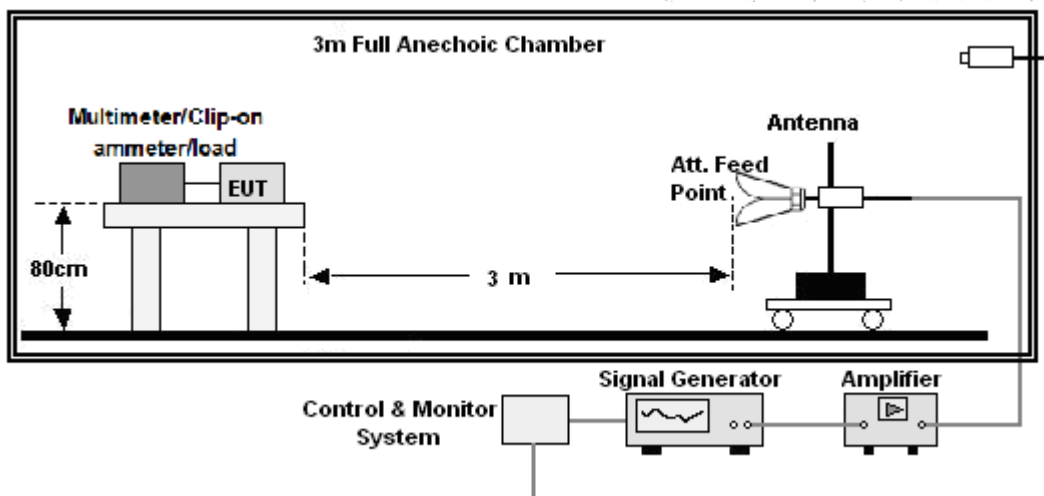 3m Full Anechoic Chamber
Multimeter/Clip-on
ammeter/load
EUT
80cm
3 m
Antenna
Att. Feed
Point
Signal Generator
Amplifier
Control & Monitor
System